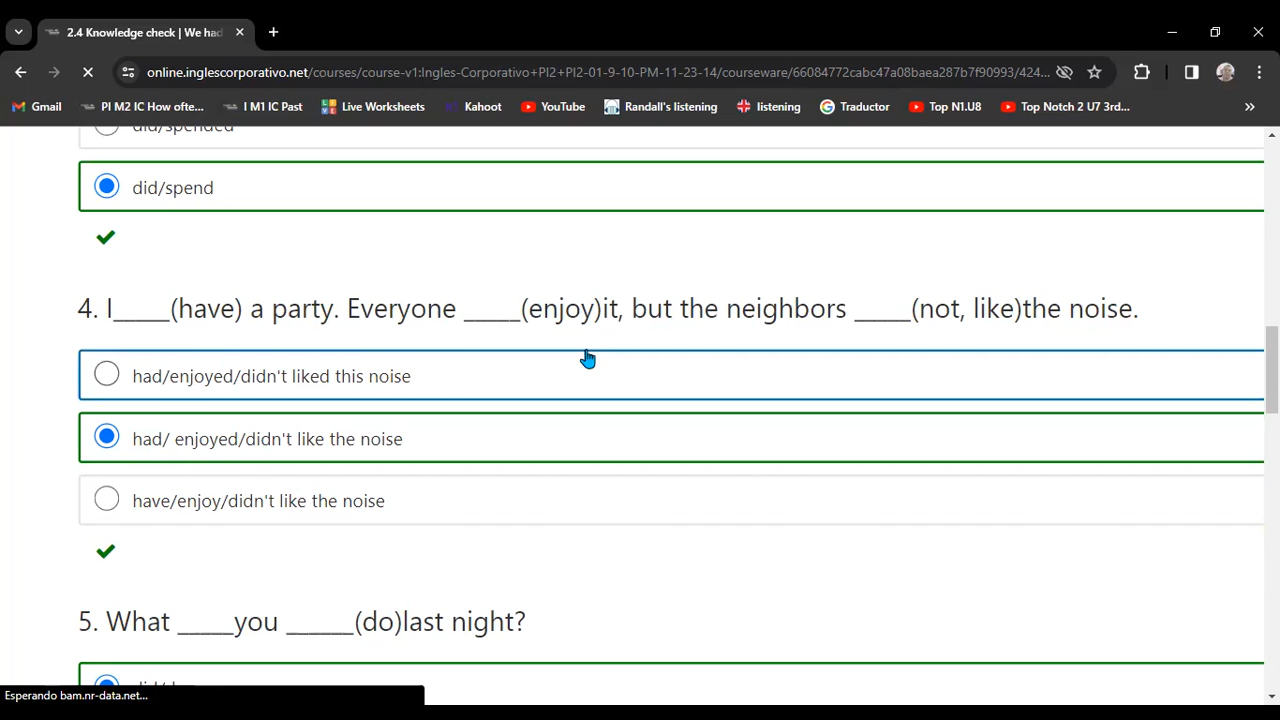 2.4 Knowledge check | We had
online.inglescorporativo.net/courses/course-v1:Ingles-Corporativo+PI2+PI2-01-9-10-PM-11-23-14/courseware/66084772cabc47a08baea287b7f90993/424...
Gmail PI M2 IC How ofte... I M1 IC Past Live Worksheets Kahoot YouTube Randall's listening listening Traductor Top N1.U8 Top Notch 2 U7 3rd... »
did/spended
did/spend
4. I_____(have) a party. Everyone _____(enjoy)it, but the neighbors _____(not, like)the noise.
had/enjoyed/didn't liked this noise
had/ enjoyed/didn't like the noise
have/enjoy/didn't like the noise
5. What _____you ______(do)last night?
Esperando bam.nr-data.net...